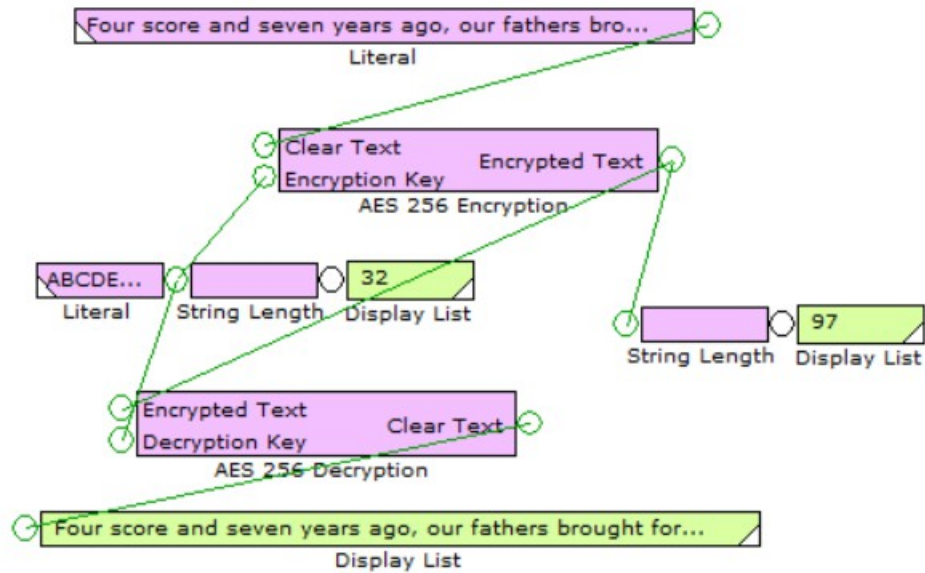 Four score and seven years ago, our fathers bro...
Literal
Clear Text
Encrypted Text
Encryption Key
AES 256 Encryption
ABCDE...
32
Literal
String Length
Display List
97
String Length
Display List
Encrypted Text
Clear Text
Decryption Key
AES 256 Decryption
Four score and seven years ago, our fathers brought for...
Display List